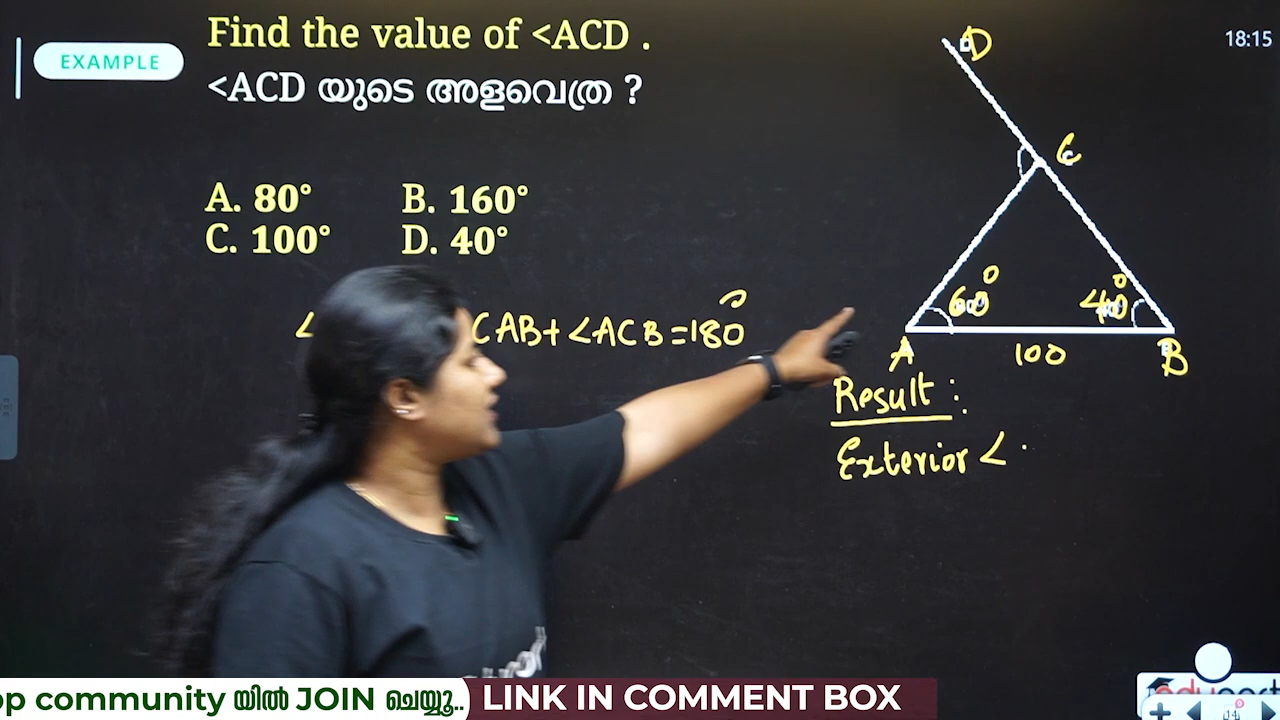 Find the value of <ACD .
18:15
EXAMPLE
<ACD യുടെ അളവെത്ര ?
D
C
A. 80° B. 160°
C. 100° D. 40°
60° 40°
CAB+ <ACB=180°
A 100 B
Result :
Exterior <
community യിൽ JOIN ചെയ്യൂ.. LINK IN COMMENT BOX